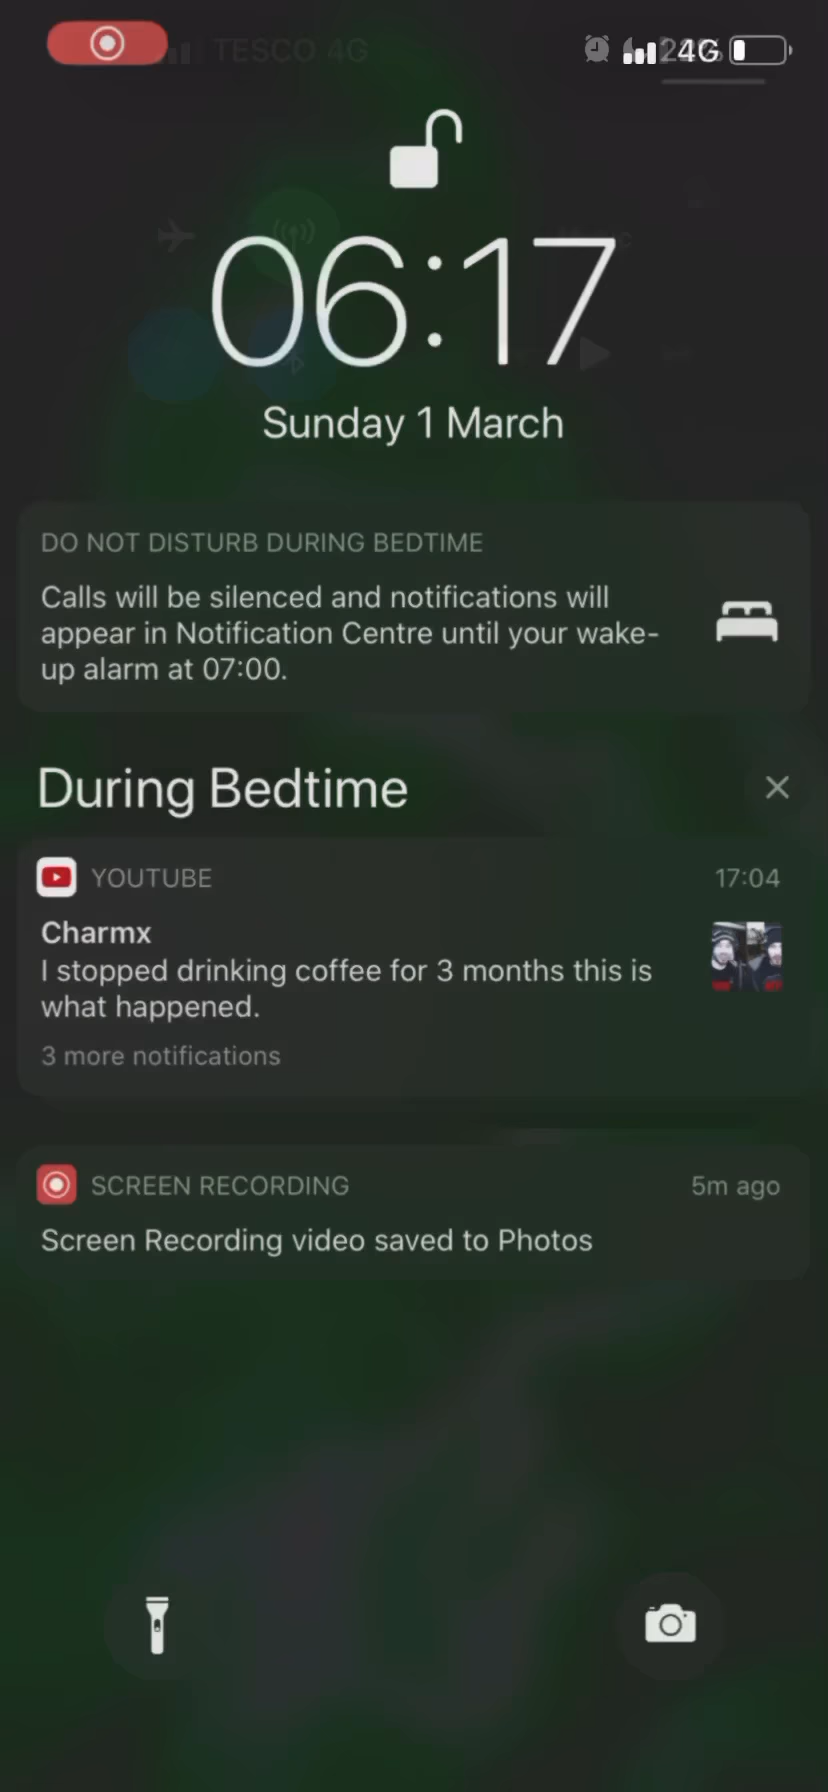 TESCO 4G
4G
06:17
Sunday 1 March
DO NOT DISTURB DURING BEDTIME
Calls will be silenced and notifications will
appear in Notification Centre until your wake-
up alarm at 07:00.
During Bedtime
YOUTUBE 17:04
Charmx
I stopped drinking coffee for 3 months this is
what happened.
3 more notifications
SCREEN RECORDING 5m ago
Screen Recording video saved to Photos